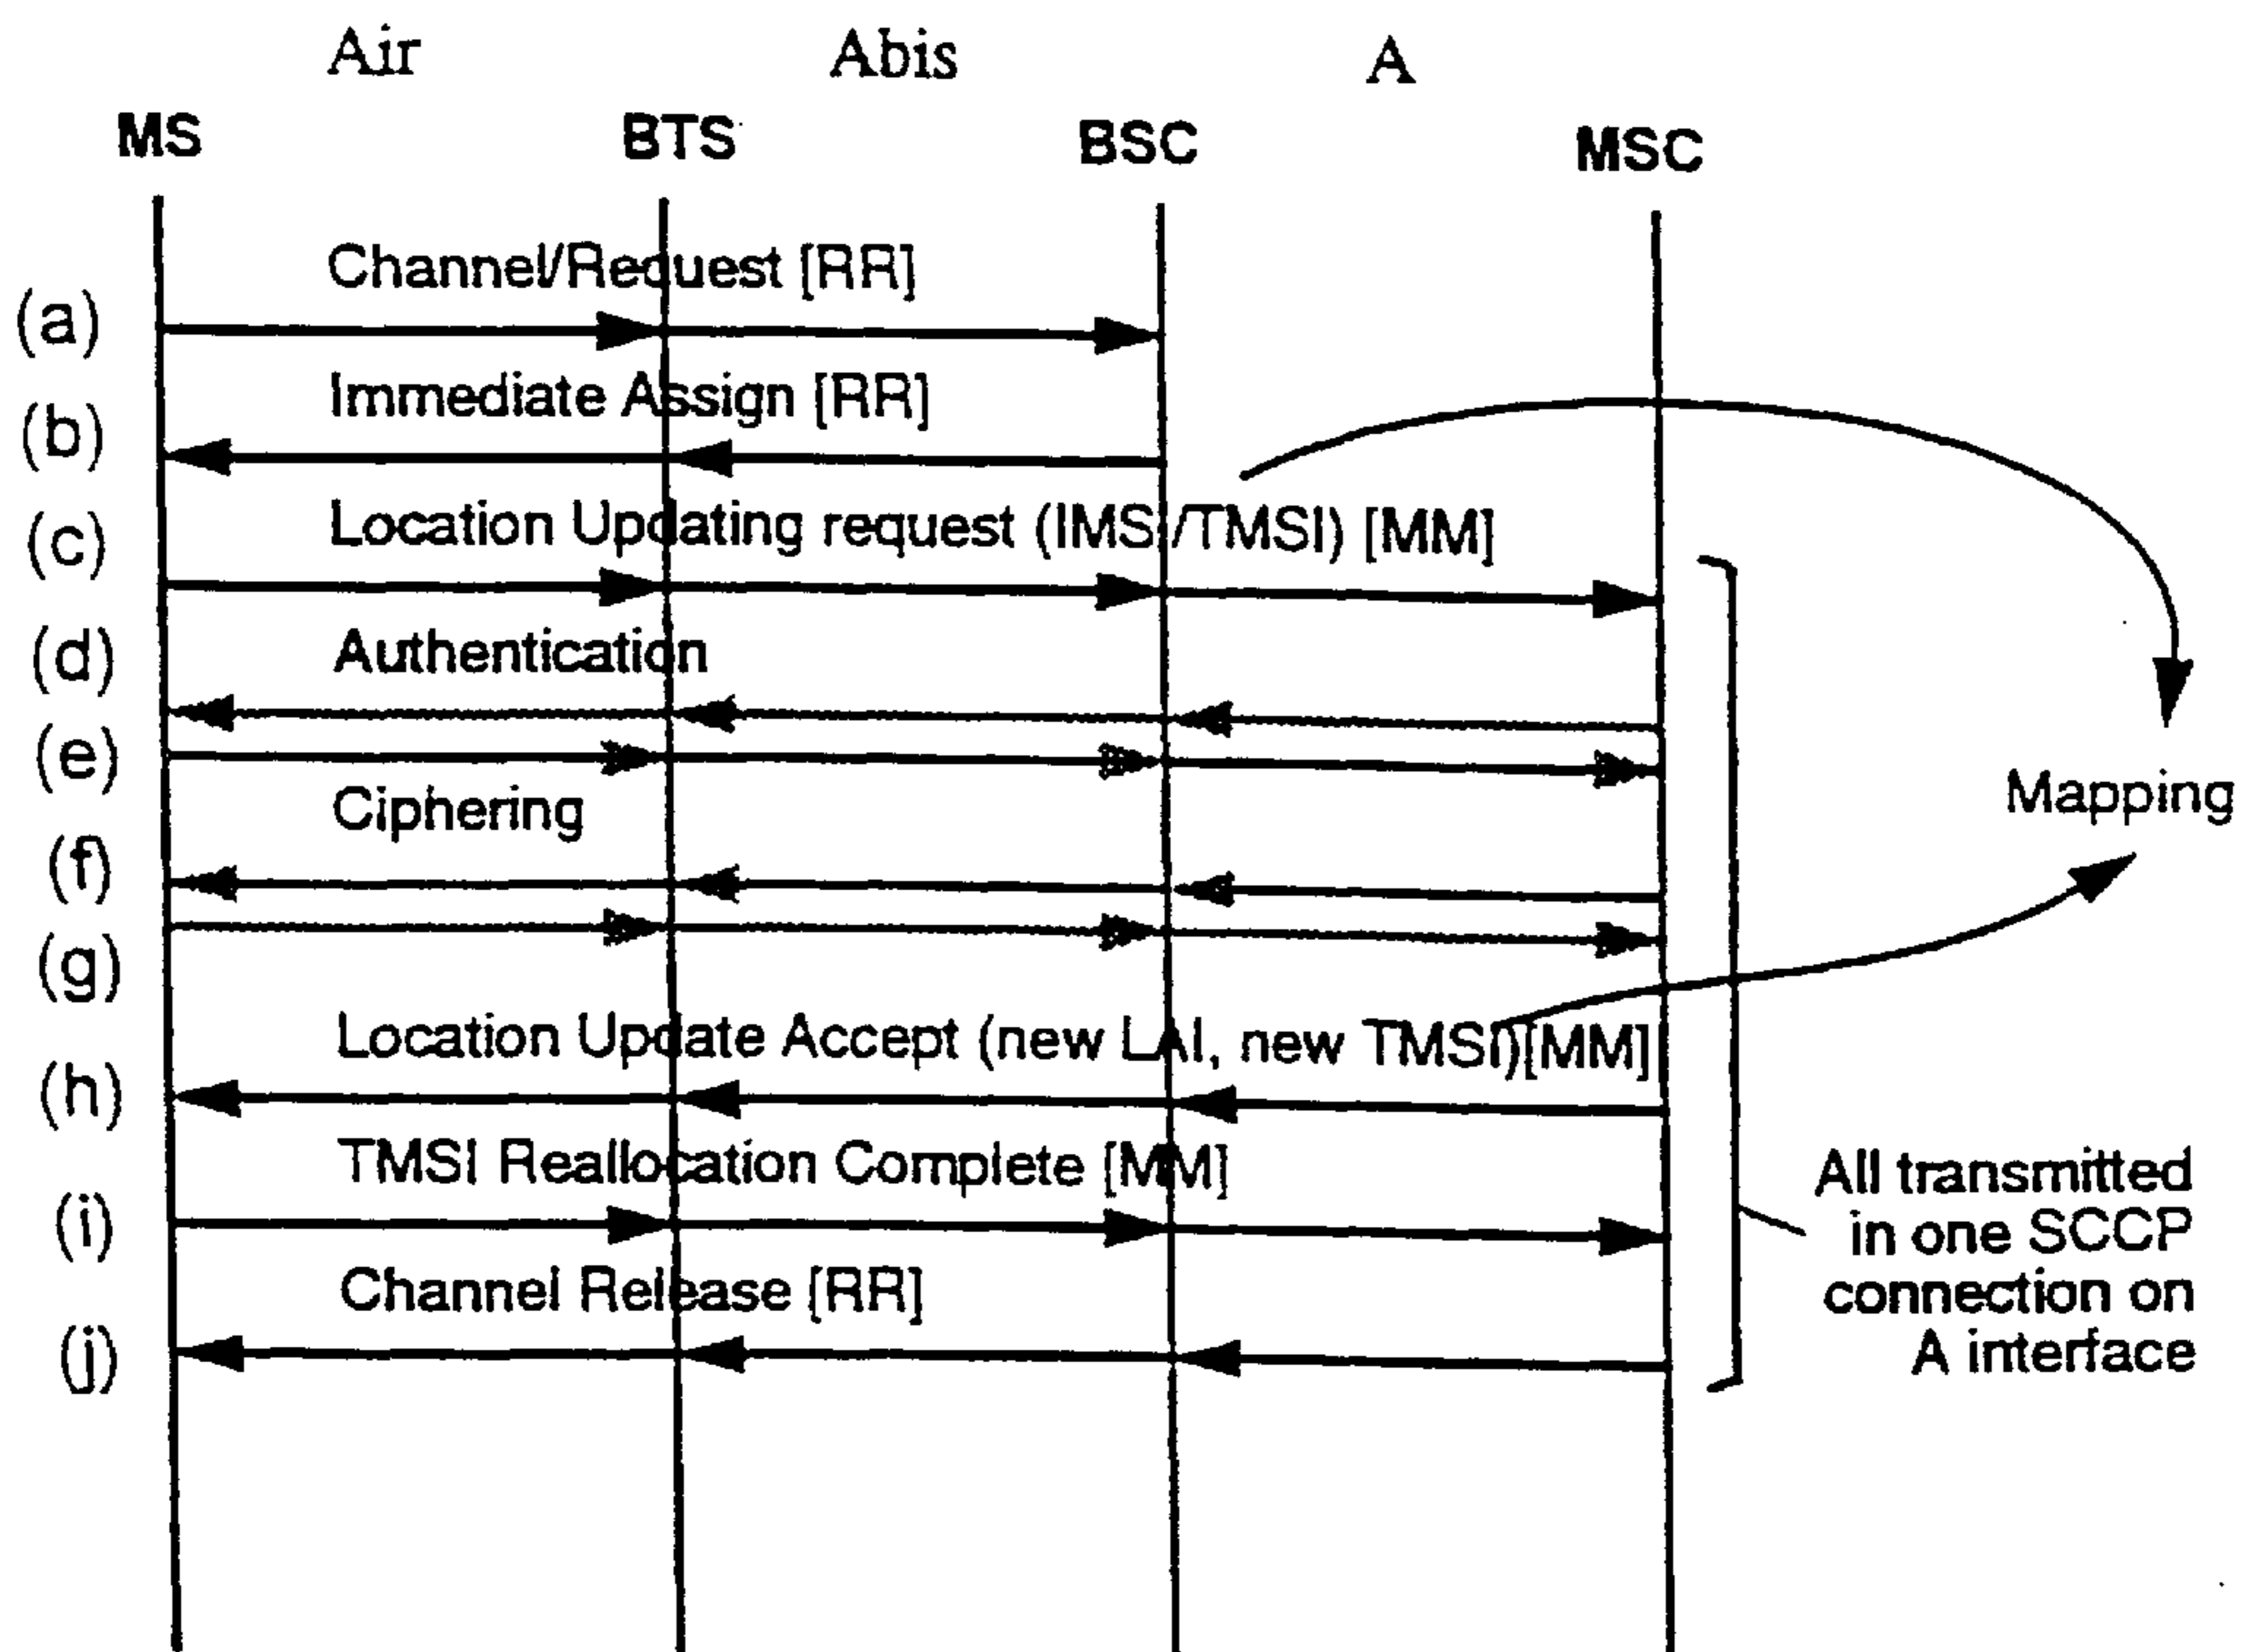 Air Abis A
MS BTS BSC MSC
Channel/Request [RR]
(a)
Immediate Assign [RR]
(b)
Location Updating request (IMSI/TMSI) [MM]
(c)
Authentication
(d)
(e)
Mapping
Ciphering
(f)
(g)
Location Update Accept (new LAI, new TMSI)[MM]
(h)
TMSI Reallocation Complete [MM]
(i)
Channel Release [RR]
(j)
All transmitted
in one SCCP
connection on
A interface